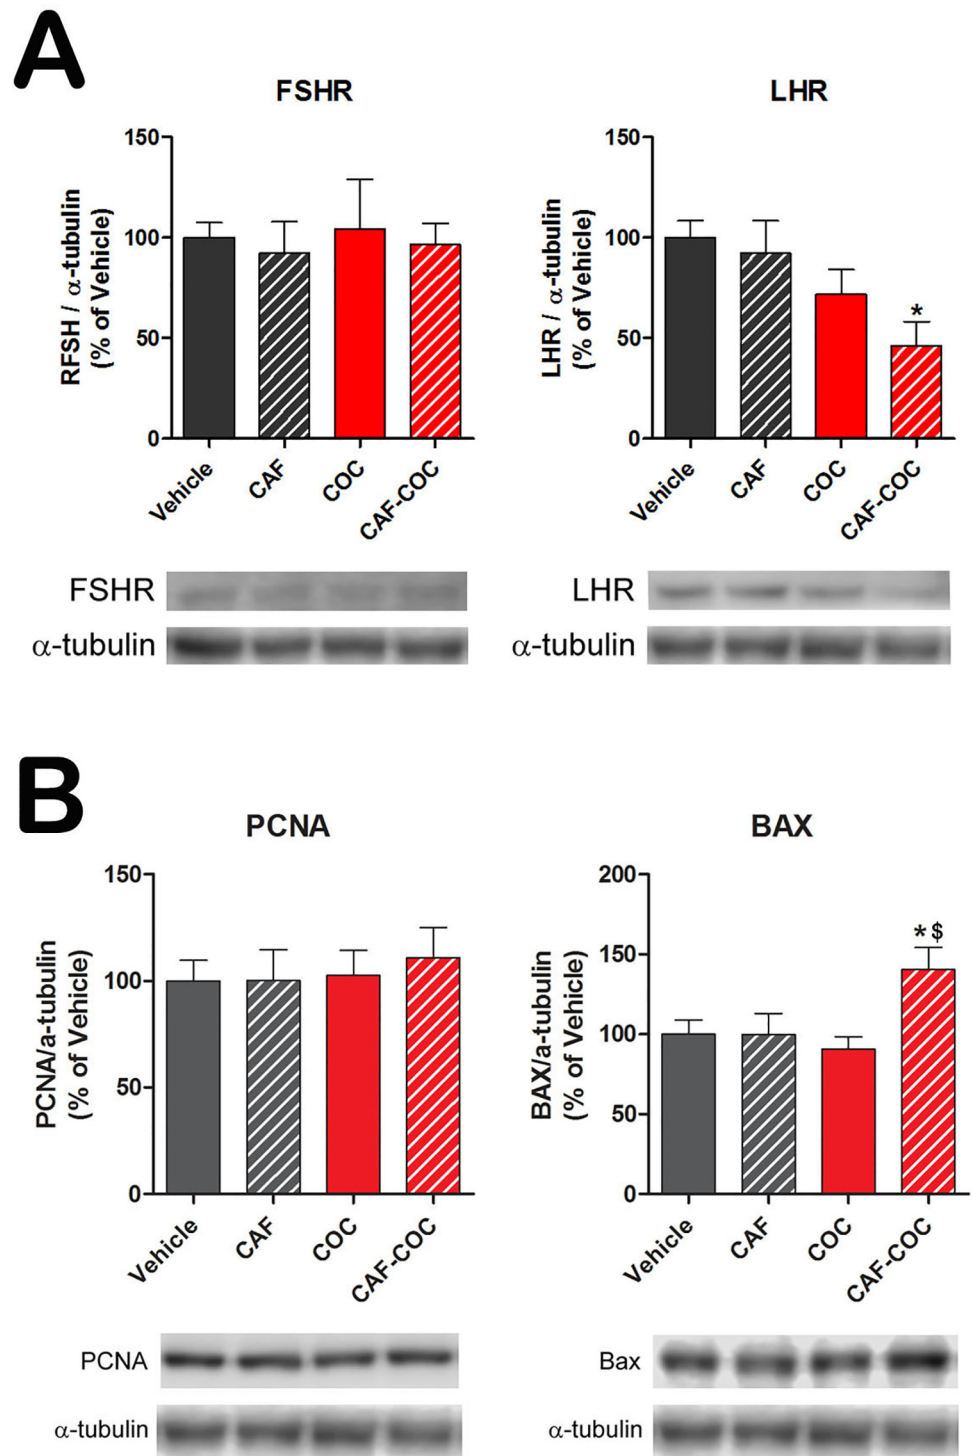 A
FSHR
RFSH / α-tubulin
(% of Vehicle)
150
100
50
0
Vehicle
CAF
COC
CAF-COC
FSHR
α-tubulin
LHR
LHR / α-tubulin
(% of Vehicle)
150
100
50
0
*
Vehicle
CAF
COC
CAF-COC
LHR
α-tubulin
B
PCNA
PCNA/a-tubulin
(% of Vehicle)
150
100
50
0
Vehicle
CAF
COC
CAF-COC
PCNA
α-tubulin
BAX
BAX/a-tubulin
(% of Vehicle)
200
150
100
50
0
* $
Vehicle
CAF
COC
CAF-COC
Bax
α-tubulin